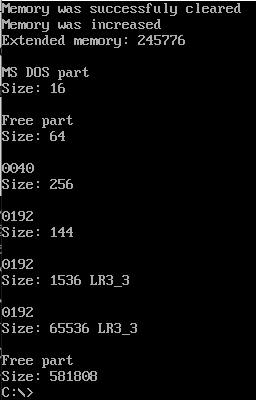 Memory was successfuly cleared
Memory was increased
Extended memory: 245776
MS DOS part
Size: 16
Free part
Size: 64
0040
Size: 256
0192
Size: 144
0192
Size: 1536 LR3_3
0192
Size: 65536 LR3_3
Free part
Size: 581808
C:\>